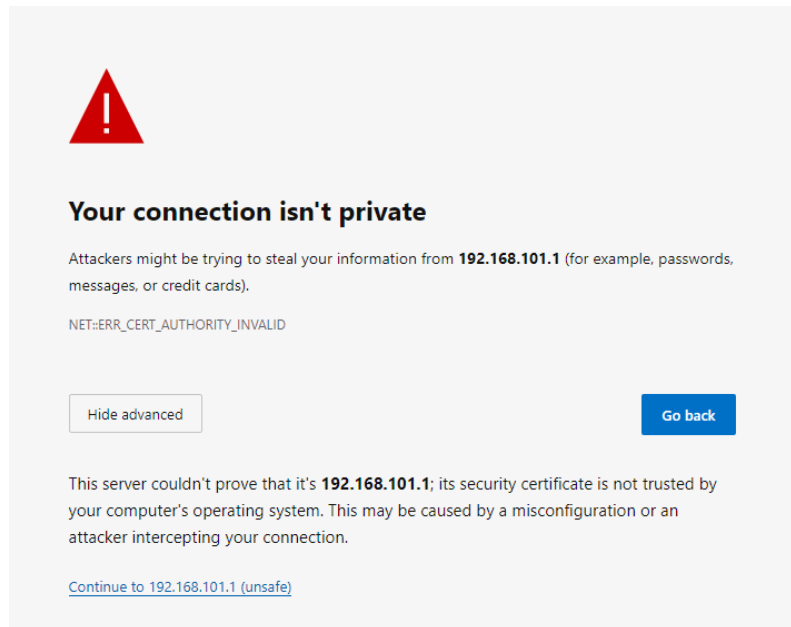 Your connection isn't private
Attackers might be trying to steal your information from 192.168.101.1 (for example, passwords,
messages, or credit cards).
NET::ERR_CERT_AUTHORITY_INVALID
Hide advanced
Go back
This server couldn't prove that it's 192.168.101.1; its security certificate is not trusted by
your computer's operating system. This may be caused by a misconfiguration or an
attacker intercepting your connection.
Continue to 192.168.101.1 (unsafe)